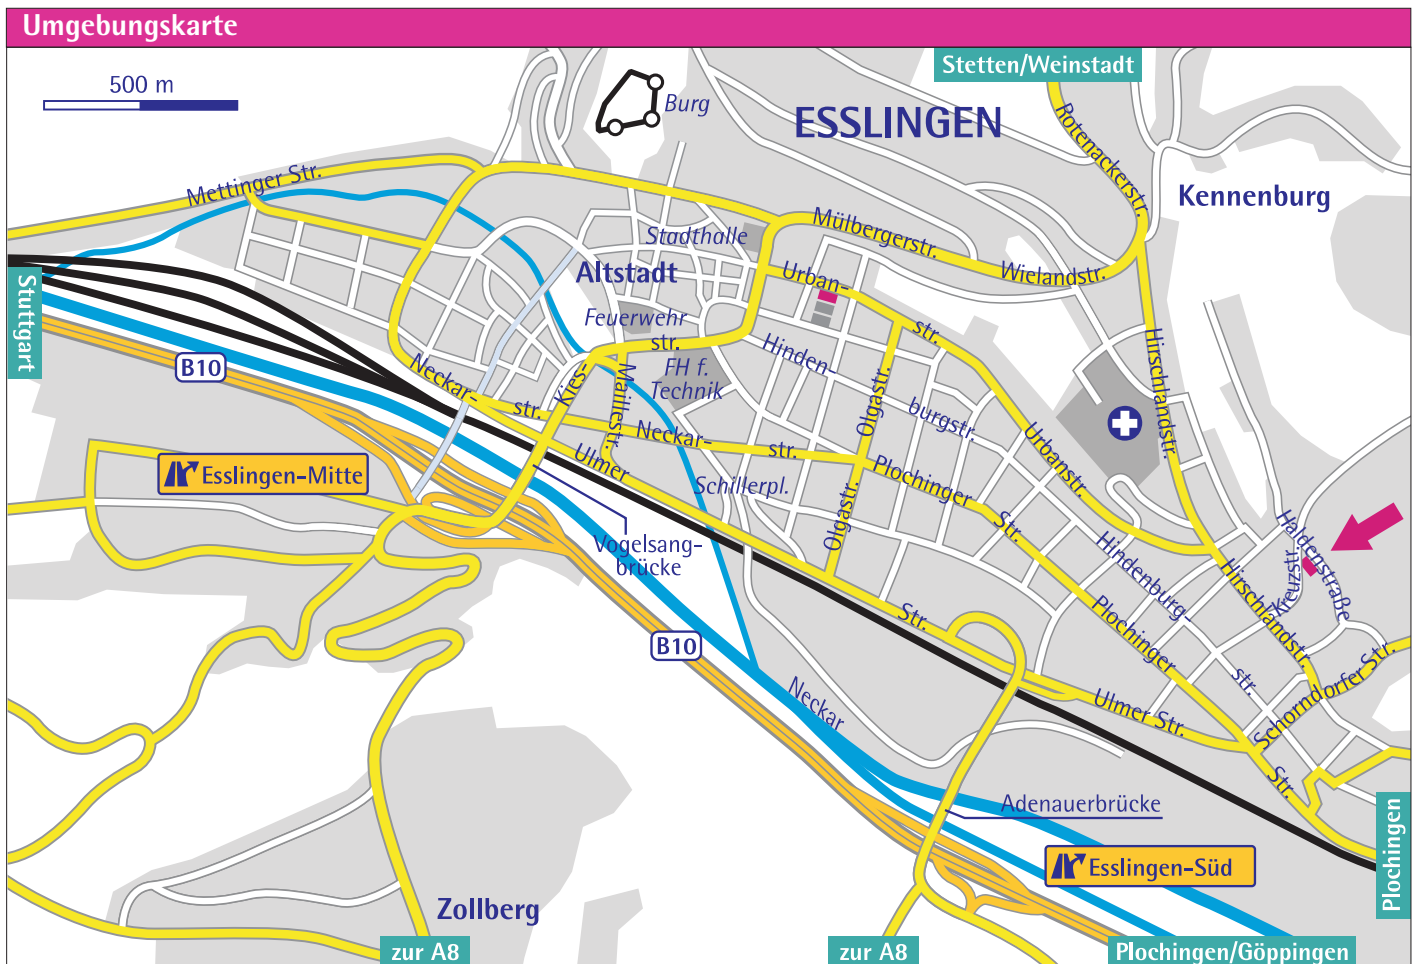 Umgebungskarte
500 m
Burg
ESSLINGEN
Stetten/Weinstadt
Rotenackerstr.
Kennenburg
Mettinger Str.
Stadthalle
Mülbergerstr.
Wielandstr.
Altstadt
Urban-
str.
Stuttgart
Feuerwehr
str.
Hinden-
burgstr.
Hirschlandstr.
B10
Neckar-
str.
Kies-
Maillestr.
FH f.
Technik
Olgastr.
Neckar-
str.
Ulmer
Plochinger
Str.
Urbanstr.
Esslingen-Mitte
Schillerpl.
Olgastr.
Haldenstraße
Kreuzstr.
Vogelsang-
brücke
Hindenburg-
str.
Hirschlandstr.
B10
Str.
Plochinger
Str.
Neckar
Ulmer Str.
Schorndorfer Str.
Adenauerbrücke
Esslingen-Süd
Plochingen
Zollberg
zur A8
zur A8
Plochingen/Göppingen